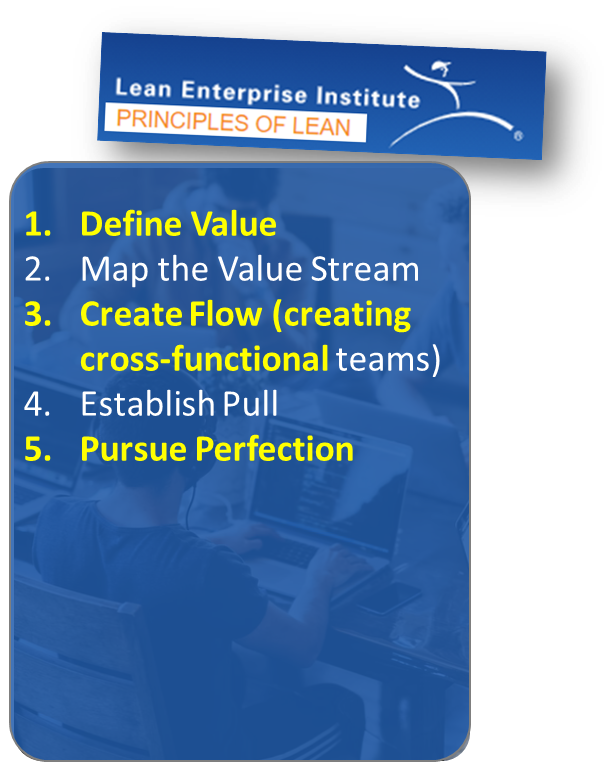 Lean Enterprise Institute
PRINCIPLES OF LEAN
®
1. Define Value
2. Map the Value Stream
3. Create Flow (creating
cross-functional teams)
4. Establish Pull
5. Pursue Perfection